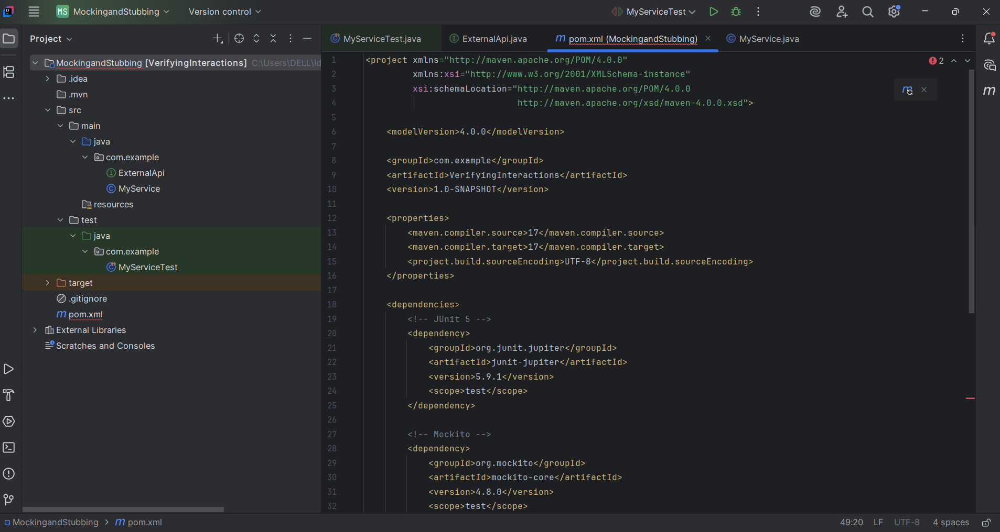 MS MockingandStubbing Version control MyServiceTest
Project
MyServiceTest.java ExternalApi.java pom.xml (MockingandStubbing) MyService.java
MockingandStubbing [VerifyingInteractions] C:\Users\DELL\Id
.idea
.mvn
src
main
java
com.example
ExternalApi
MyService
resources
test
java
com.example
MyServiceTest
target
.gitignore
pom.xml
External Libraries
Scratches and Consoles
2
1 <project xmlns="http://maven.apache.org/POM/4.0.0"
2 xmlns:xsi="http://www.w3.org/2001/XMLSchema-instance"
3 xsi:schemaLocation="http://maven.apache.org/POM/4.0.0
4 http://maven.apache.org/xsd/maven-4.0.0.xsd">
5
6 <modelVersion>4.0.0</modelVersion>
7
8 <groupId>com.example</groupId>
9 <artifactId>VerifyingInteractions</artifactId>
10 <version>1.0-SNAPSHOT</version>
11
12 <properties>
13 <maven.compiler.source>17</maven.compiler.source>
14 <maven.compiler.target>17</maven.compiler.target>
15 <project.build.sourceEncoding>UTF-8</project.build.sourceEncoding>
16 </properties>
17
18 <dependencies>
19 <!-- JUnit 5 -->
20 <dependency>
21 <groupId>org.junit.jupiter</groupId>
22 <artifactId>junit-jupiter</artifactId>
23 <version>5.9.1</version>
24 <scope>test</scope>
25 </dependency>
26
27 <!-- Mockito -->
28 <dependency>
29 <groupId>org.mockito</groupId>
30 <artifactId>mockito-core</artifactId>
31 <version>4.8.0</version>
32 <scope>test</scope>
MockingandStubbing > pom.xml
49:20 LF UTF-8 4 spaces